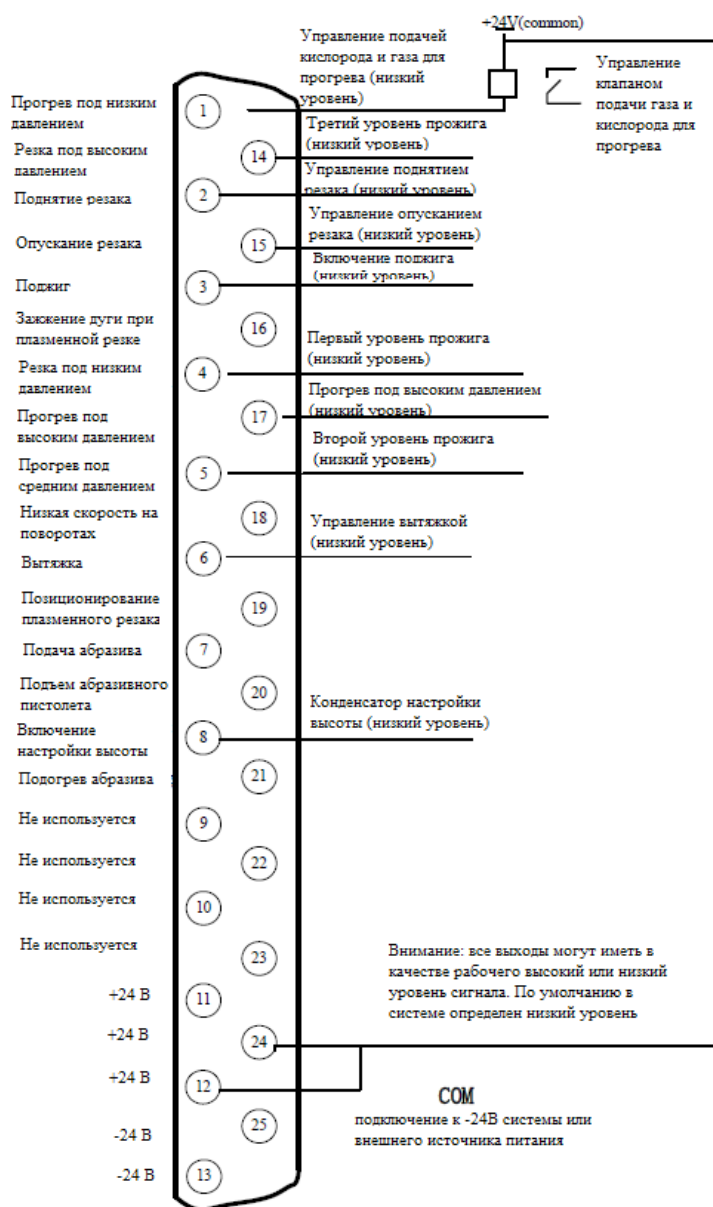 +24V(common)
Управление подачей
кислорода и газа для
прогрева (низкий
уровень)
Управление
клапаном
подачи газа и
кислорода для
прогрева
Прогрев под низким
давлением
1
Третий уровень прожига
(низкий уровень)
Резка под высоким
давлением
14
Управление поднятием
резака (низкий уровень)
Поднятие резака
2
Управление опусканием
резака (низкий уровень)
Опускание резака
15
Включение поджига
(низкий уровень)
Поджиг
3
Зажжение дуги при
плазменной резке
16
Первый уровень прожига
(низкий уровень)
Резка под низким
давлением
4
Прогрев под высоким давлением
(низкий уровень)
Прогрев под
высоким давлением
17
Второй уровень прожига
(низкий уровень)
Прогрев под
средним давлением
5
Низкая скорость на
поворотах
18
Управление вытяжкой
(низкий уровень)
Вытяжка
6
Позиционирование
плазменного резака
19
Подача абразива
7
Подъем абразивного
пистолета
20
Конденсатор настройки
высоты (низкий уровень)
Включение
настройки высоты
8
Подогрев абразива
21
Не используется
9
Не используется
22
Не используется
10
Не используется
23
Внимание: все выходы могут иметь в
качестве рабочего высокий или низкий
уровень сигнала. По умолчанию в
системе определен низкий уровень
+24 В
11
+24 В
24
+24 В
12
COM
подключение к -24В системы или
внешнего источника питания
-24 В
25
-24 В
13